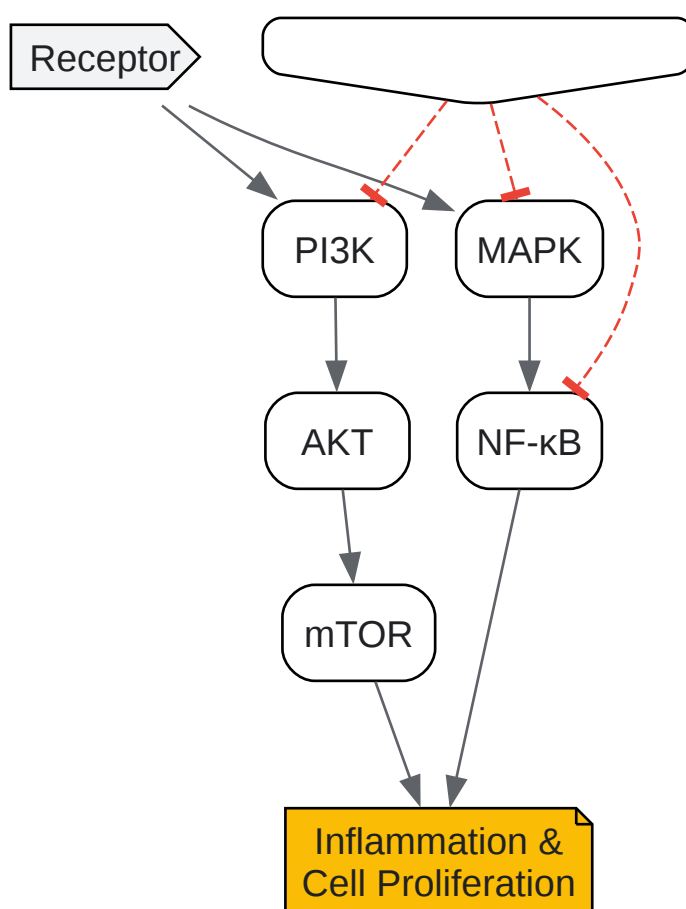 Receptor
PI3K
MAPK
AKT
NF-κB
mTOR
Inflammation &
Cell Proliferation